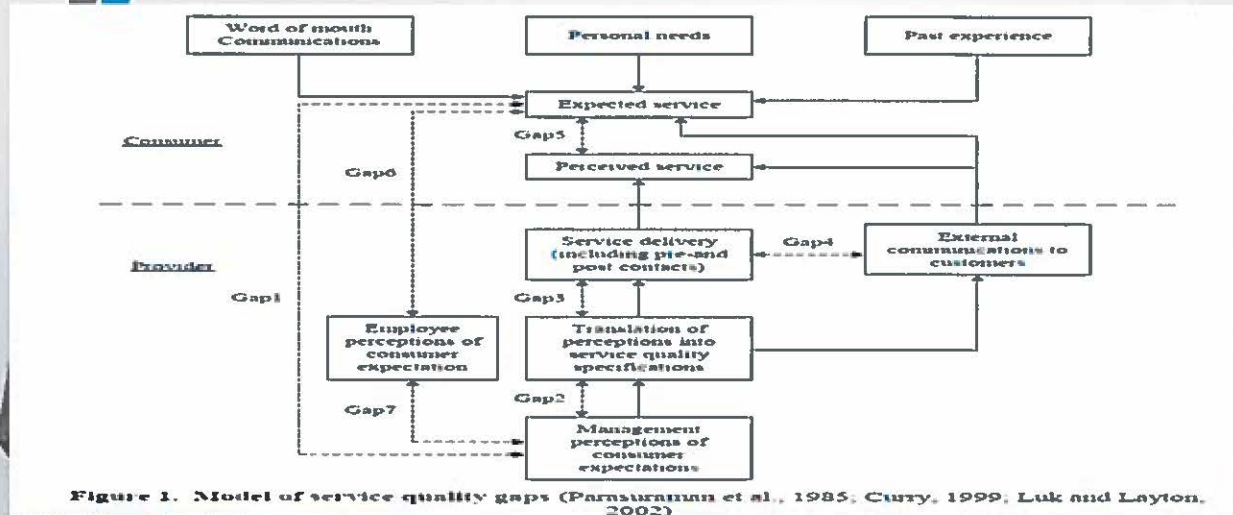 Word of mouth
Communications
Personal needs
Past experience
Expected service
Gap5
Consumer
Perceived service
Gap6
Service delivery
(including pre-and
post contacts)
Gap4
External
communications to
customers
Provider
Gap1
Gap3
Employee
perceptions of
consumer
expectation
Translation of
perceptions into
service quality
specifications
Gap7
Gap2
Management
perceptions of
consumer
expectations
Figure 1. Model of service quality gaps (Parasuraman et al., 1985; Curry, 1999; Luk and Layton,
2002)